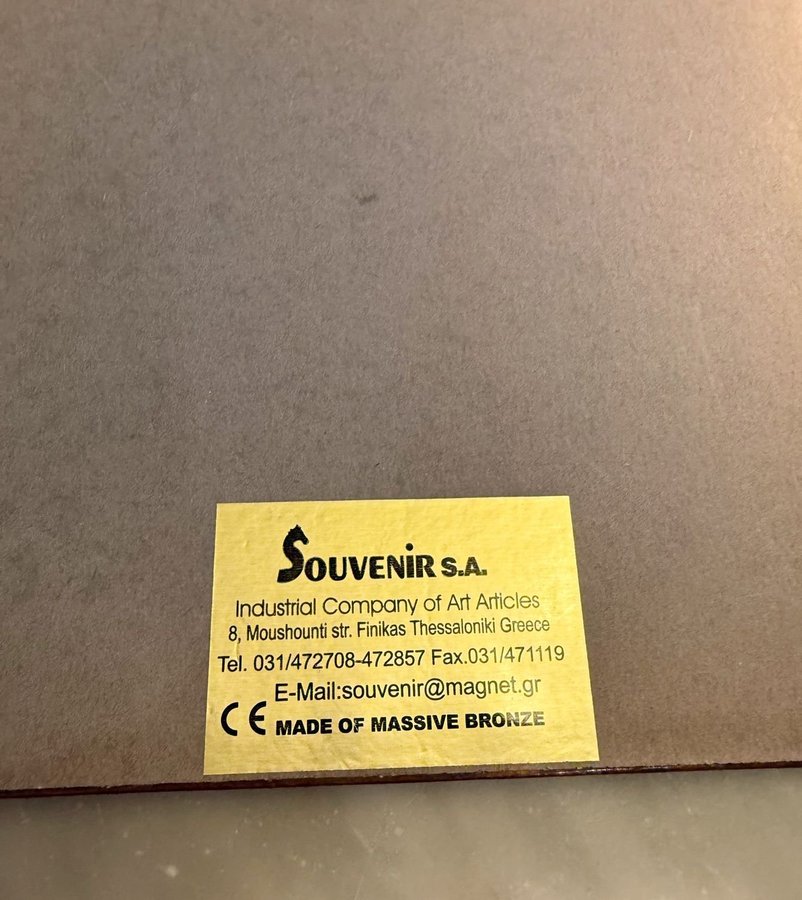 SOUVENIR S.A.
Industrial Company of Art Articles
8, Moushounti str. Finikas Thessaloniki Greece
Tel. 031/472708-472857 Fax.031/471119
E-Mail:souvenir@magnet.gr
CE MADE OF MASSIVE BRONZE